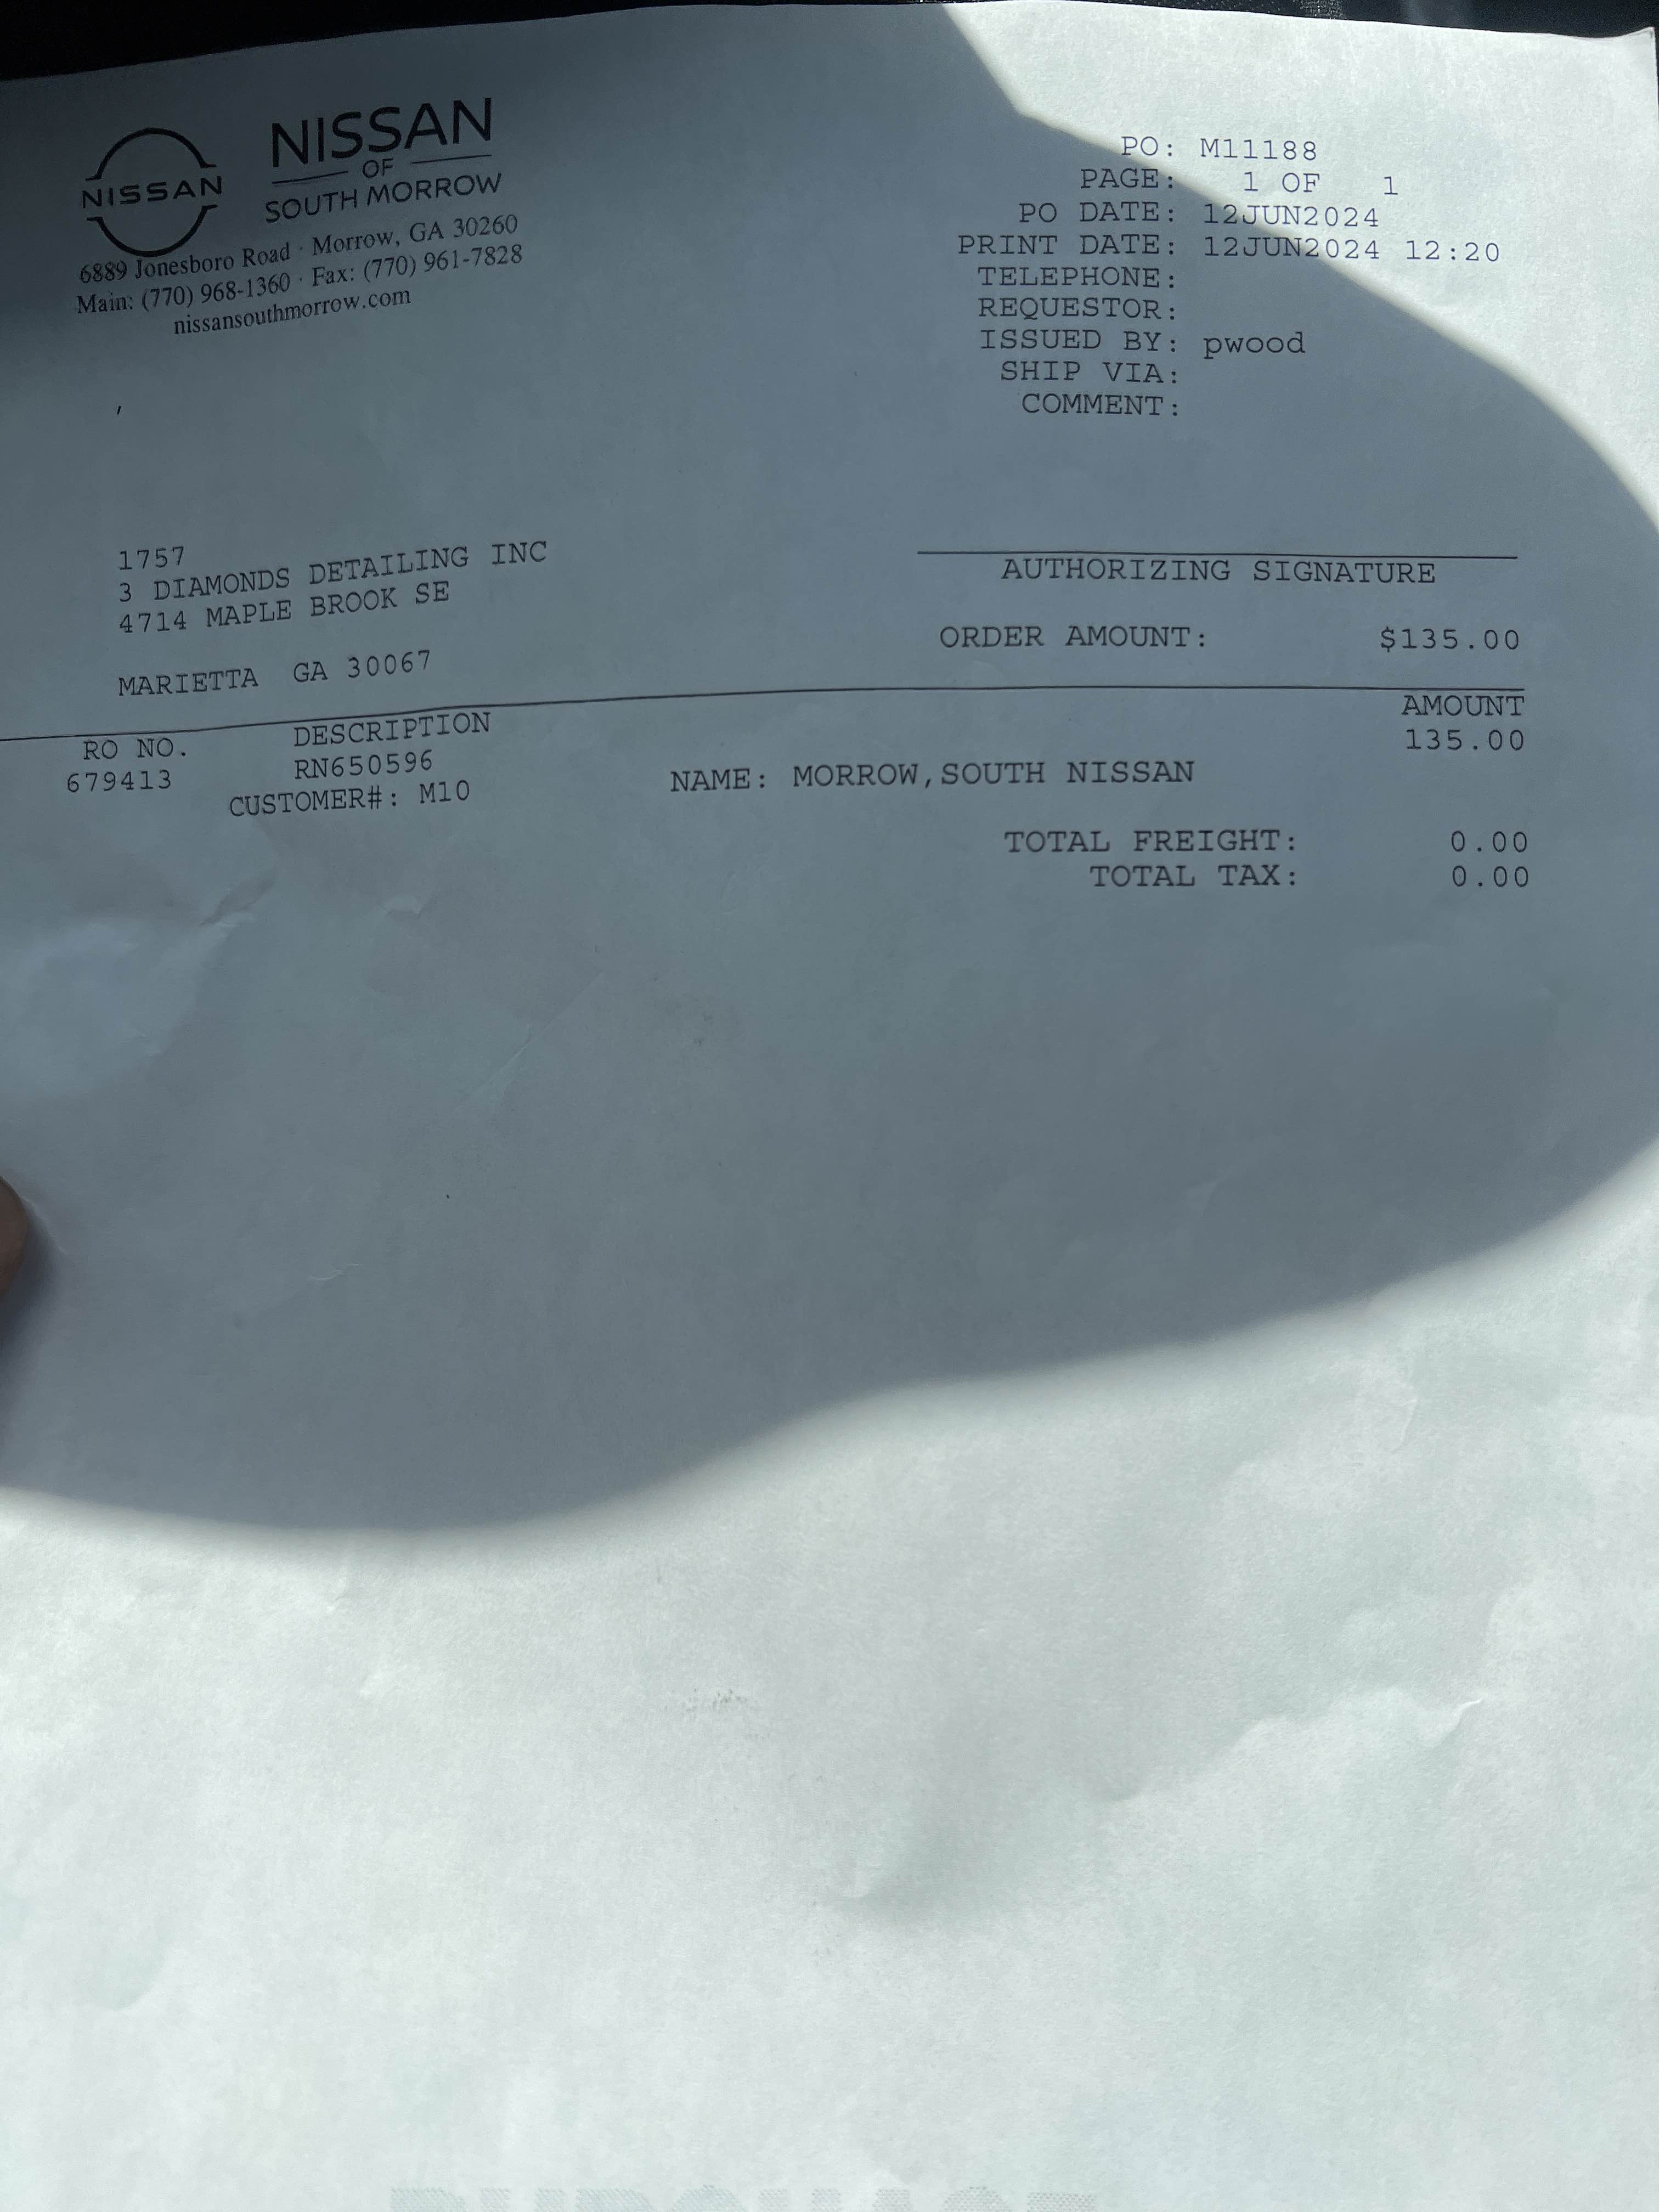 NISSAN
NISSAN
OF
SOUTH MORROW
6889 Jonesboro Road · Morrow, GA 30260
Main: (770) 968-1360 · Fax: (770) 961-7828
nissansouthmorrow.com
PO: M11188
PAGE: 1 OF 1
PO DATE: 12JUN2024
PRINT DATE: 12JUN2024 12:20
TELEPHONE:
REQUESTOR:
ISSUED BY: pwood
SHIP VIA:
COMMENT:
,
1757
3 DIAMONDS DETAILING INC
4714 MAPLE BROOK SE
MARIETTA GA 30067
AUTHORIZING SIGNATURE
ORDER AMOUNT: $135.00
RO NO. DESCRIPTION AMOUNT
679413 RN650596 135.00
CUSTOMER#: M10 NAME: MORROW,SOUTH NISSAN
TOTAL FREIGHT: 0.00
TOTAL TAX: 0.00